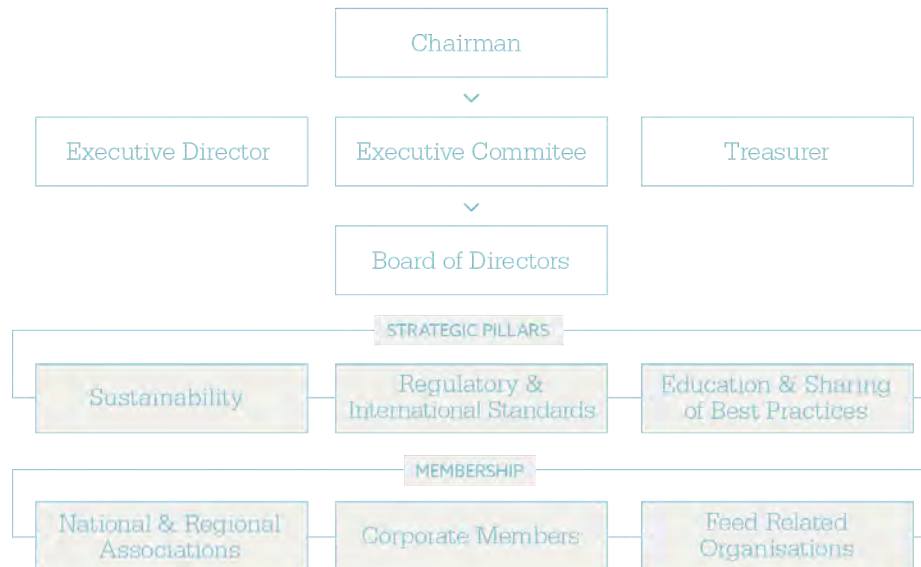 Chairman
Executive Director
Executive Commitee
Treasurer
Board of Directors
STRATEGIC PILLARS
Sustainability
Regulatory &
International Standards
Education & Sharing
of Best Practices
MEMBERSHIP
National & Regional
Associations
Corporate Members
Feed Related
Organisations